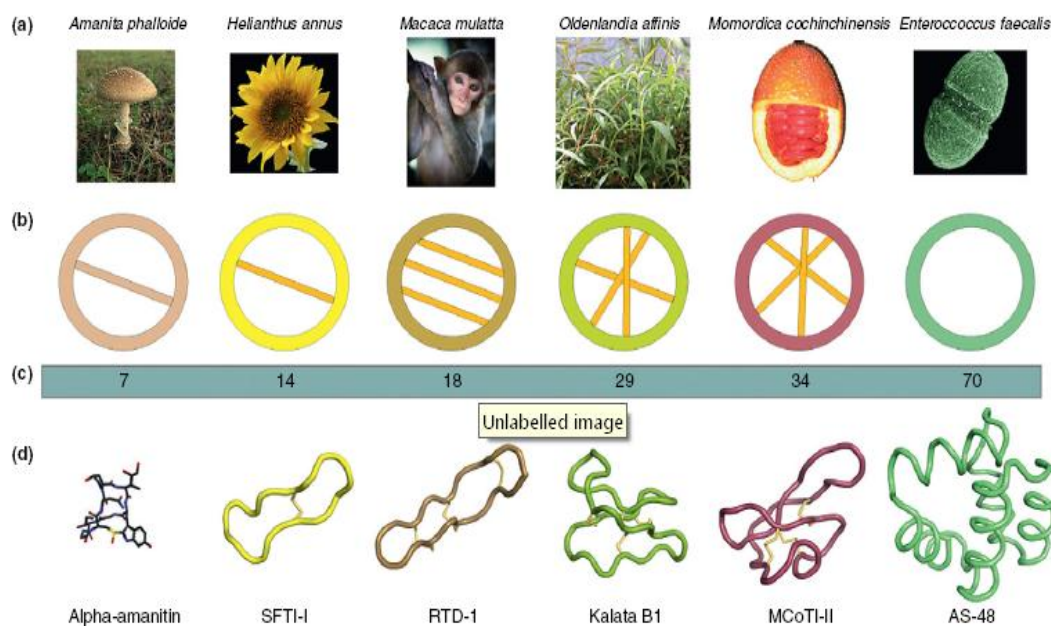 (a) Amanita phalloide Helianthus annus Macaca mulatta Oldenlandia affinis Momordica cochinchinensis Enteroccoccus faecalis
(b)
(c) 7 14 18 29 34 70
Unlabelled image
(d)
Alpha-amanitin SFTI-I RTD-1 Kalata B1 MCoTI-II AS-48